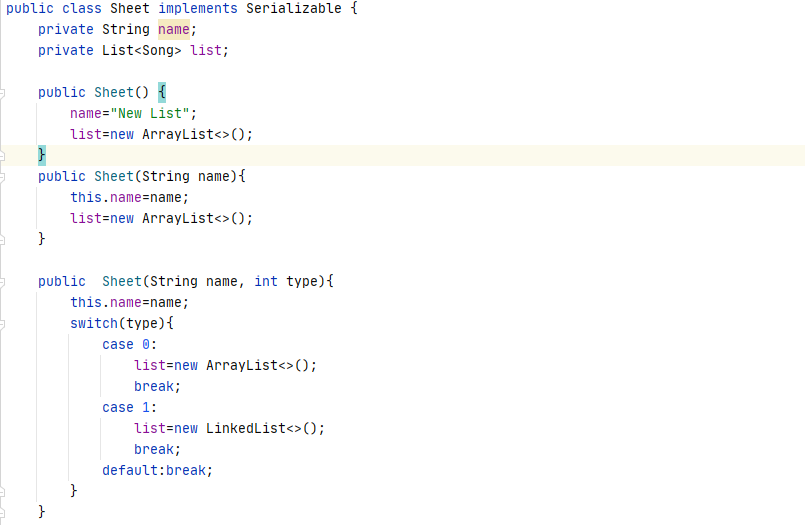 public class Sheet implements Serializable {
    private String name;
    private List<Song> list;

    public Sheet() {
        name="New List";
        list=new ArrayList<>();
    }
    public Sheet(String name){
        this.name=name;
        list=new ArrayList<>();
    }

    public  Sheet(String name, int type){
        this.name=name;
        switch(type){
            case 0:
                list=new ArrayList<>();
                break;
            case 1:
                list=new LinkedList<>();
                break;
            default:break;
        }
    }